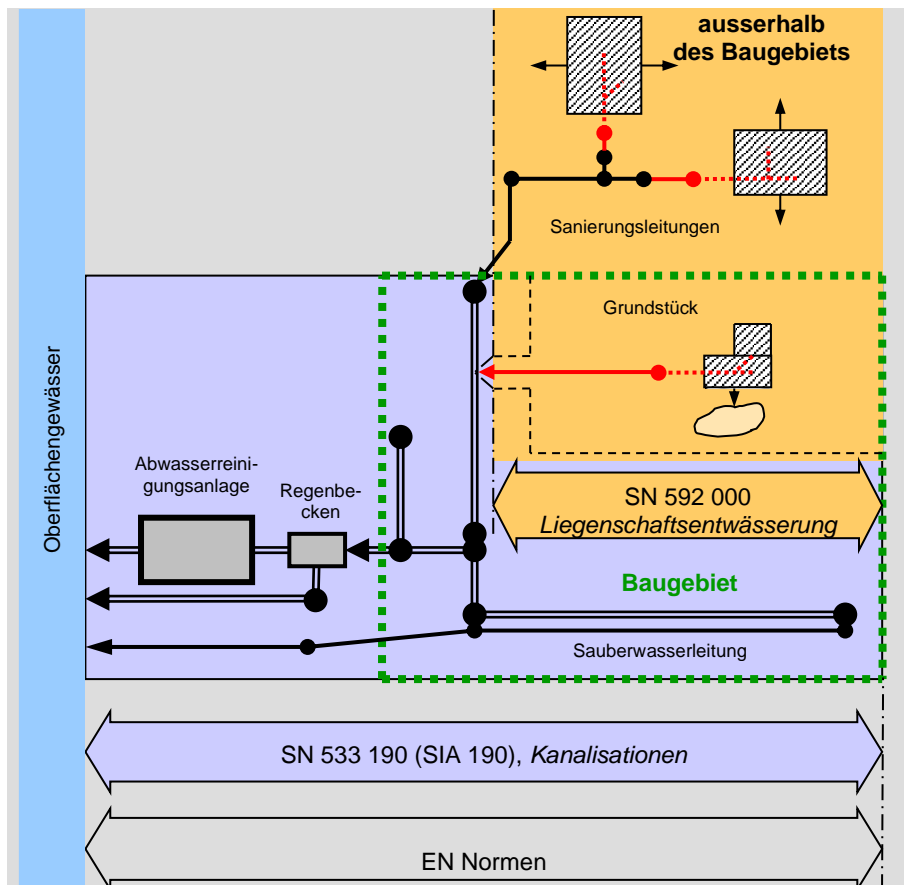 ausserhalb
des Baugebiets
Sanierungsleitungen
Grundstück
Oberflächengewässer
Abwasserreini-
gungsanlage
Regenbe-
cken
SN 592 000
Liegenschaftsentwässerung
Baugebiet
Sauberwasserleitung
SN 533 190 (SIA 190), Kanalisationen
EN Normen